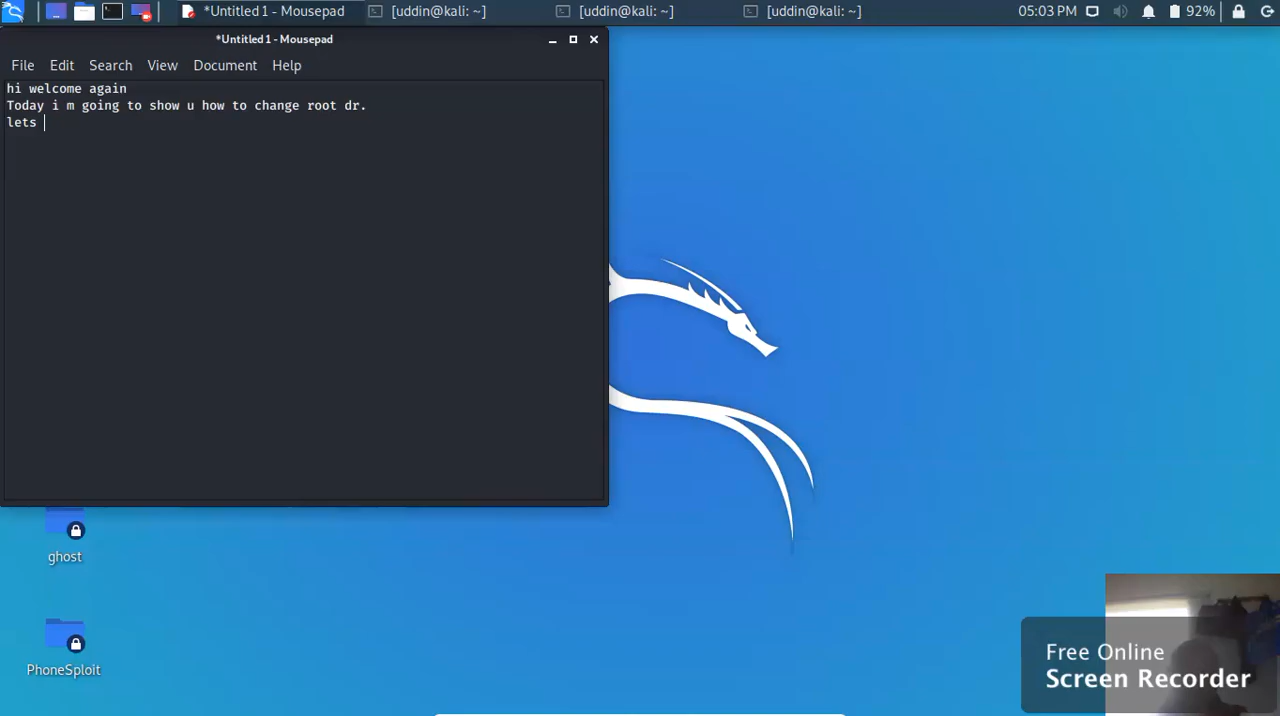 *Untitled 1 - Mousepad
[uddin@kali: ~]
[uddin@kali: ~]
[uddin@kali: ~]
05:03 PM
92%
*Untitled 1 - Mousepad
File Edit Search View Document Help
hi welcome again
Today i m going to show u how to change root dr.
lets
ghost
PhoneSploit
Free Online
Screen Recorder